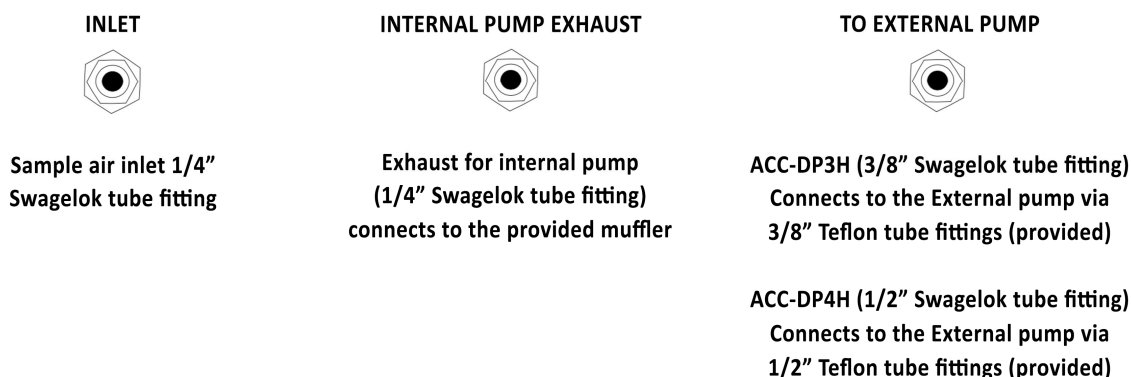 INLET
Sample air inlet 1/4”
Swagelok tube fitting
INTERNAL PUMP EXHAUST
Exhaust for internal pump
(1/4” Swagelok tube fitting)
connects to the provided muffler
TO EXTERNAL PUMP
ACC-DP3H (3/8” Swagelok tube fitting)
Connects to the External pump via
3/8” Teflon tube fittings (provided)
ACC-DP4H (1/2” Swagelok tube fitting)
Connects to the External pump via
1/2” Teflon tube fittings (provided)